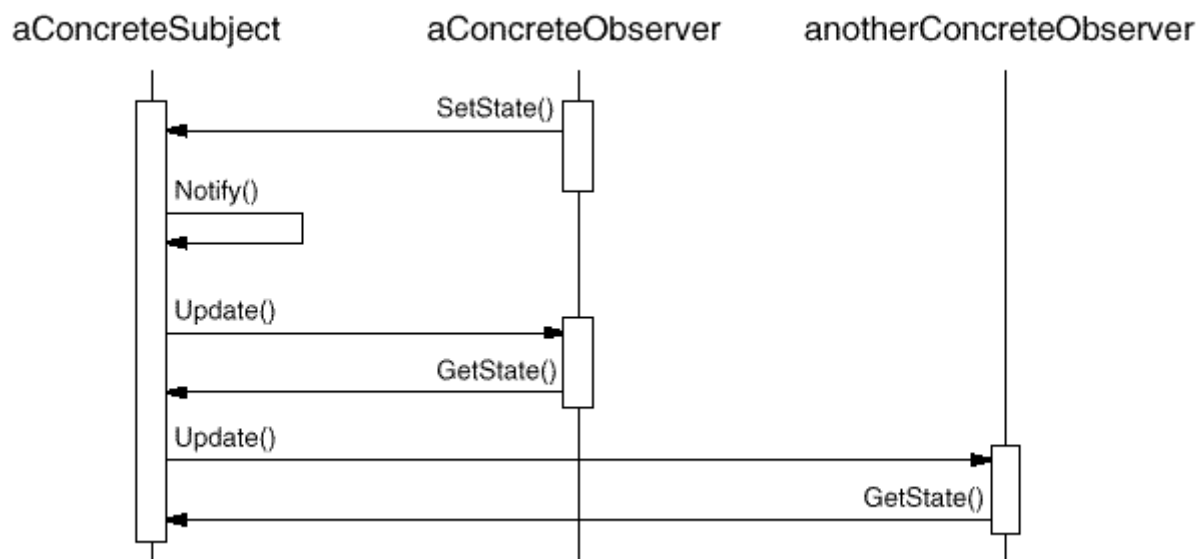 aConcreteSubject aConcreteObserver anotherConcreteObserver
SetState()
Notify()
Update()
GetState()
Update()
GetState()